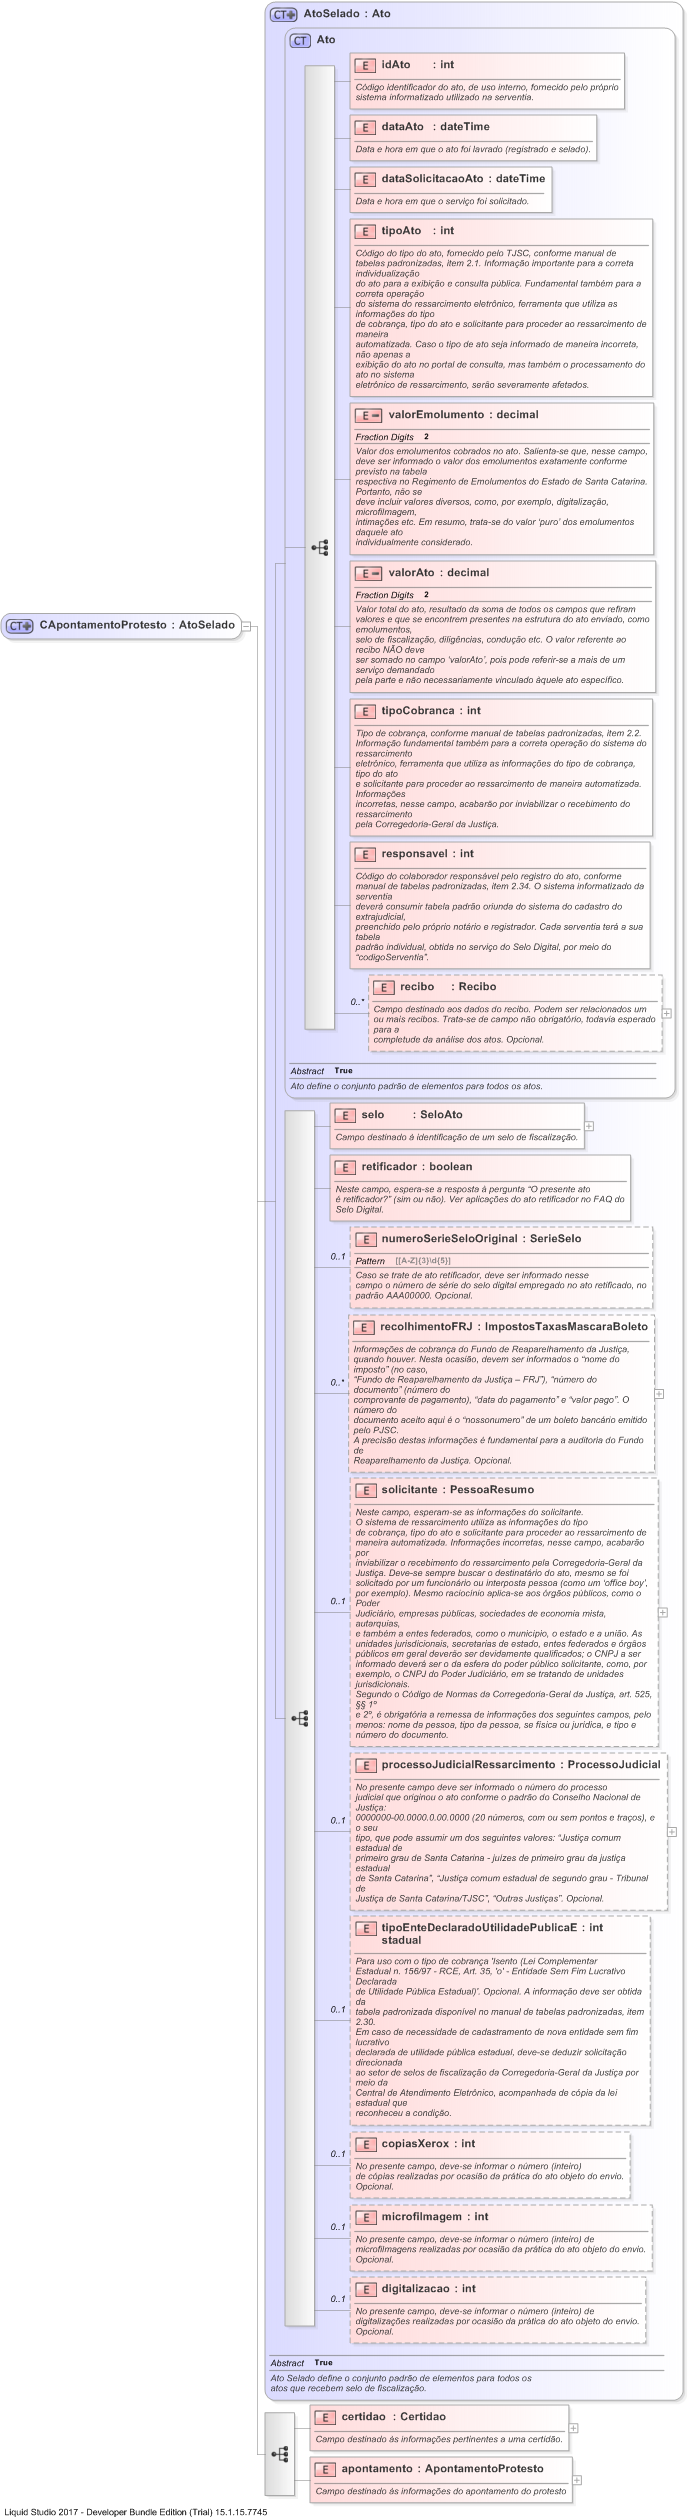 CT AtoSelado : Ato
CT Ato
E idAto : int
Código identificador do ato, de uso interno, fornecido pelo próprio
sistema informatizado utilizado na serventia.
E dataAto : dateTime
Data e hora em que o ato foi lavrado (registrado e selado).
E dataSolicitacaoAto : dateTime
Data e hora em que o serviço foi solicitado.
E tipoAto : int
Código do tipo do ato, fornecido pelo TJSC, conforme manual de
tabelas padronizadas, item 2.1. Informação importante para a correta
individualização
do ato para a exibição e consulta pública. Fundamental também para a
correta operação
do sistema do ressarcimento eletrônico, ferramenta que utiliza as
informações do tipo
de cobrança, tipo do ato e solicitante para proceder ao ressarcimento de
maneira
automatizada. Caso o tipo de ato seja informado de maneira incorreta,
não apenas a
exibição do ato no portal de consulta, mas também o processamento do
ato no sistema
eletrônico de ressarcimento, serão severamente afetados.
E valorEmolumento : decimal
Fraction Digits 2
Valor dos emolumentos cobrados no ato. Salienta-se que, nesse campo,
deve ser informado o valor dos emolumentos exatamente conforme
previsto na tabela
respectiva no Regimento de Emolumentos do Estado de Santa Catarina.
Portanto, não se
deve incluir valores diversos, como, por exemplo, digitalização,
microfilmagem,
intimações etc. Em resumo, trata-se do valor ‘puro’ dos emolumentos
daquele ato
individualmente considerado.
E valorAto : decimal
Fraction Digits 2
Valor total do ato, resultado da soma de todos os campos que refiram
valores e que se encontrem presentes na estrutura do ato enviado, como
emolumentos,
selo de fiscalização, diligências, condução etc. O valor referente ao
recibo NÃO deve
ser somado no campo ‘valorAto’, pois pode referir-se a mais de um
serviço demandado
pela parte e não necessariamente vinculado àquele ato específico.
CT CApontamentoProtesto : AtoSelado
E tipoCobranca : int
Tipo de cobrança, conforme manual de tabelas padronizadas, item 2.2.
Informação fundamental também para a correta operação do sistema do
ressarcimento
eletrônico, ferramenta que utiliza as informações do tipo de cobrança,
tipo do ato
e solicitante para proceder ao ressarcimento de maneira automatizada.
Informações
incorretas, nesse campo, acabarão por inviabilizar o recebimento do
ressarcimento
pela Corregedoria-Geral da Justiça.
E responsavel : int
Código do colaborador responsável pelo registro do ato, conforme
manual de tabelas padronizadas, item 2.34. O sistema informatizado da
serventia
deverá consumir tabela padrão oriunda do sistema do cadastro do
extrajudicial,
preenchido pelo próprio notário e registrador. Cada serventia terá a sua
tabela
padrão individual, obtida no serviço do Selo Digital, por meio do
“codigoServentia”.
E recibo : Recibo
0..*
Campo destinado aos dados do recibo. Podem ser relacionados um
ou mais recibos. Trata-se de campo não obrigatório, todavia esperado
para a
completude da análise dos atos. Opcional.
Abstract True
Ato define o conjunto padrão de elementos para todos os atos.
E selo : SeloAto
Campo destinado à identificação de um selo de fiscalização.
E retificador : boolean
Neste campo, espera-se a resposta à pergunta “O presente ato
é retificador?” (sim ou não). Ver aplicações do ato retificador no FAQ do
Selo Digital.
E numeroSerieSeloOriginal : SerieSelo
0..1
Pattern [[A-Z]{3}\d{5}]
Caso se trate de ato retificador, deve ser informado nesse
campo o número de série do selo digital empregado no ato retificado, no
padrão AAA00000. Opcional.
E recolhimentoFRJ : ImpostosTaxasMascaraBoleto
0..*
Informações de cobrança do Fundo de Reaparelhamento da Justiça,
quando houver. Nesta ocasião, devem ser informados o “nome do
imposto” (no caso,
“Fundo de Reaparelhamento da Justiça – FRJ”), “número do
documento” (número do
comprovante de pagamento), “data do pagamento” e “valor pago”. O
número do
documento aceito aqui é o “nossonumero” de um boleto bancário emitido
pelo PJSC.
A precisão destas informações é fundamental para a auditoria do Fundo
de
Reaparelhamento da Justiça. Opcional.
E solicitante : PessoaResumo
0..1
Neste campo, esperam-se as informações do solicitante.
O sistema de ressarcimento utiliza as informações do tipo
de cobrança, tipo do ato e solicitante para proceder ao ressarcimento de
maneira automatizada. Informações incorretas, nesse campo, acabarão
por
inviabilizar o recebimento do ressarcimento pela Corregedoria-Geral da
Justiça. Deve-se sempre buscar o destinatário do ato, mesmo se foi
solicitado por um funcionário ou interposta pessoa (como um ‘office boy’,
por exemplo). Mesmo raciocínio aplica-se aos órgãos públicos, como o
Poder
Judiciário, empresas públicas, sociedades de economia mista,
autarquias,
e também a entes federados, como o município, o estado e a união. As
unidades jurisdicionais, secretarias de estado, entes federados e órgãos
públicos em geral deverão ser devidamente qualificados; o CNPJ a ser
informado deverá ser o da esfera do poder público solicitante, como, por
exemplo, o CNPJ do Poder Judiciário, em se tratando de unidades
jurisdicionais.
Segundo o Código de Normas da Corregedoria-Geral da Justiça, art. 525,
§§ 1º
e 2º, é obrigatória a remessa de informações dos seguintes campos, pelo
menos: nome da pessoa, tipo da pessoa, se física ou jurídica, e tipo e
número do documento.
E processoJudicialRessarcimento : ProcessoJudicial
0..1
No presente campo deve ser informado o número do processo
judicial que originou o ato conforme o padrão do Conselho Nacional de
Justiça:
0000000-00.0000.0.00.0000 (20 números, com ou sem pontos e traços), e
o seu
tipo, que pode assumir um dos seguintes valores: “Justiça comum
estadual de
primeiro grau de Santa Catarina - juízes de primeiro grau da justiça
estadual
de Santa Catarina”, “Justiça comum estadual de segundo grau - Tribunal
de
Justiça de Santa Catarina/TJSC”, “Outras Justiças”. Opcional.
E tipoEnteDeclaradoUtilidadePublicaE : int
stadual
0..1
Para uso com o tipo de cobrança 'Isento (Lei Complementar
Estadual n. 156/97 - RCE, Art. 35, 'o' - Entidade Sem Fim Lucrativo
Declarada
de Utilidade Pública Estadual)'. Opcional. A informação deve ser obtida
da
tabela padronizada disponível no manual de tabelas padronizadas, item
2.30.
Em caso de necessidade de cadastramento de nova entidade sem fim
lucrativo
declarada de utilidade pública estadual, deve-se deduzir solicitação
direcionada
ao setor de selos de fiscalização da Corregedoria-Geral da Justiça por
meio da
Central de Atendimento Eletrônico, acompanhada de cópia da lei
estadual que
reconheceu a condição.
E copiasXerox : int
0..1
No presente campo, deve-se informar o número (inteiro)
de cópias realizadas por ocasião da prática do ato objeto do envio.
Opcional.
E microfilmagem : int
0..1
No presente campo, deve-se informar o número (inteiro) de
microfilmagens realizadas por ocasião da prática do ato objeto do envio.
Opcional.
E digitalizacao : int
0..1
No presente campo, deve-se informar o número (inteiro) de
digitalizações realizadas por ocasião da prática do ato objeto do envio.
Opcional.
Abstract True
Ato Selado define o conjunto padrão de elementos para todos os
atos que recebem selo de fiscalização.
E certidao : Certidao
Campo destinado às informações pertinentes a uma certidão.
E apontamento : ApontamentoProtesto
Campo destinado às informações do apontamento do protesto
Liquid Studio 2017 - Developer Bundle Edition (Trial) 15.1.15.7745